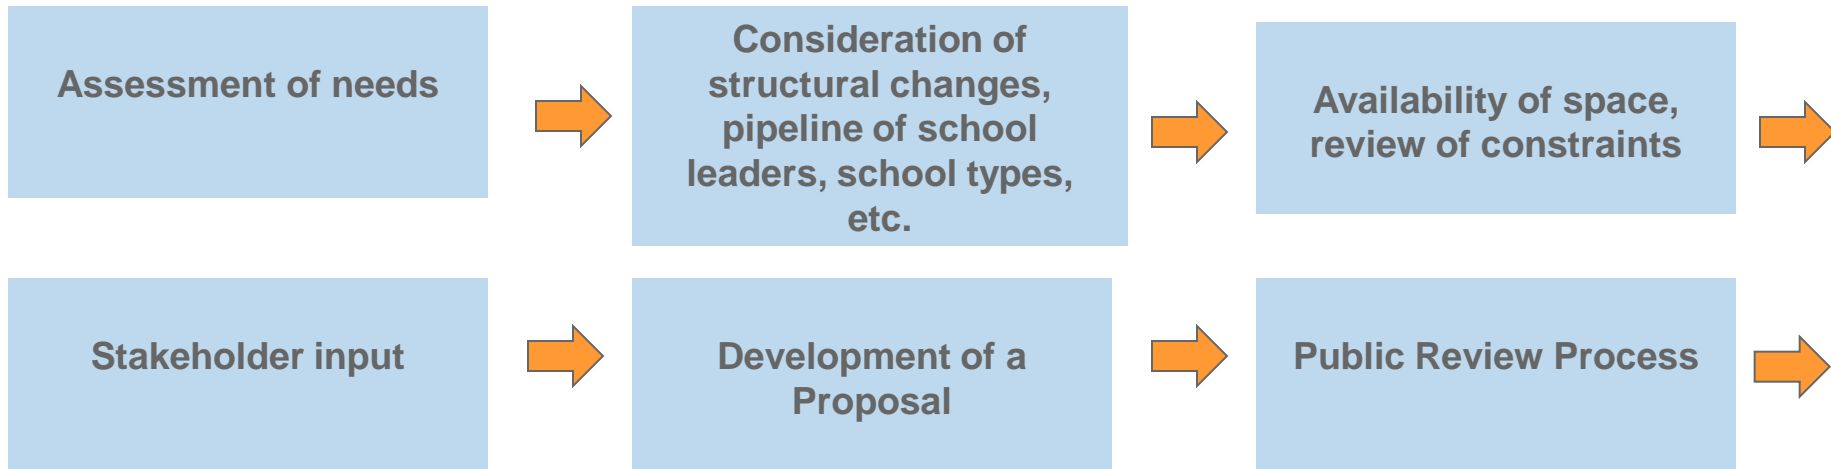 Assessment of needs
Consideration of
structural changes,
pipeline of school
leaders, school types,
etc.
Availability of space,
review of constraints
Stakeholder input
Development of a
Proposal
Public Review Process